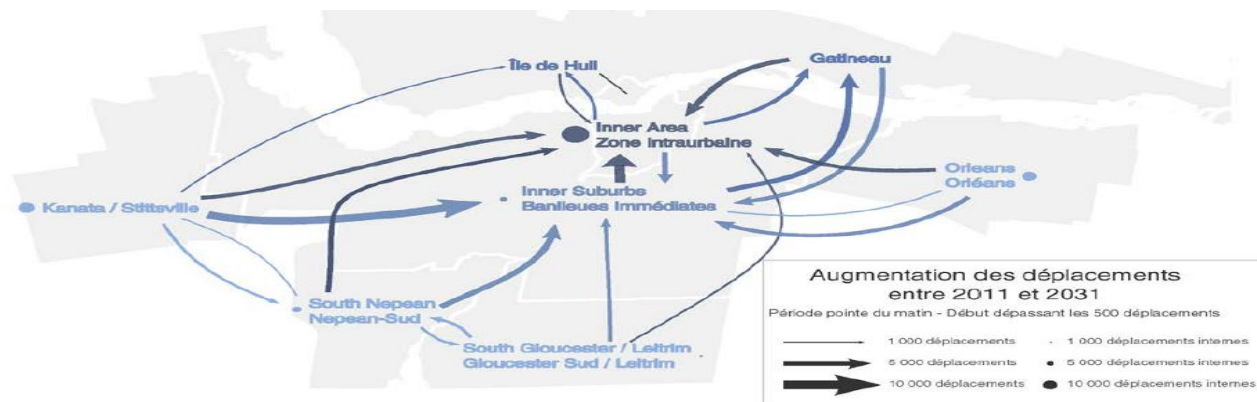 Île de Hull
Gatineau
Inner Area
Zone Intraurbaine
Orleans
Orléans
Inner Suburbs
Banlieues Immédiates
Kanata / Stittsville
South Nepean
Nepean-Sud
South Gloucester / Leitrim
Gloucester Sud / Leitrim
Augmentation des déplacements
entre 2011 et 2031
Période pointe du matin - Début dépassant les 500 déplacements
1 000 déplacements
1 000 déplacements internes
5 000 déplacements
5 000 déplacements internes
10 000 déplacements
10 000 déplacements internes